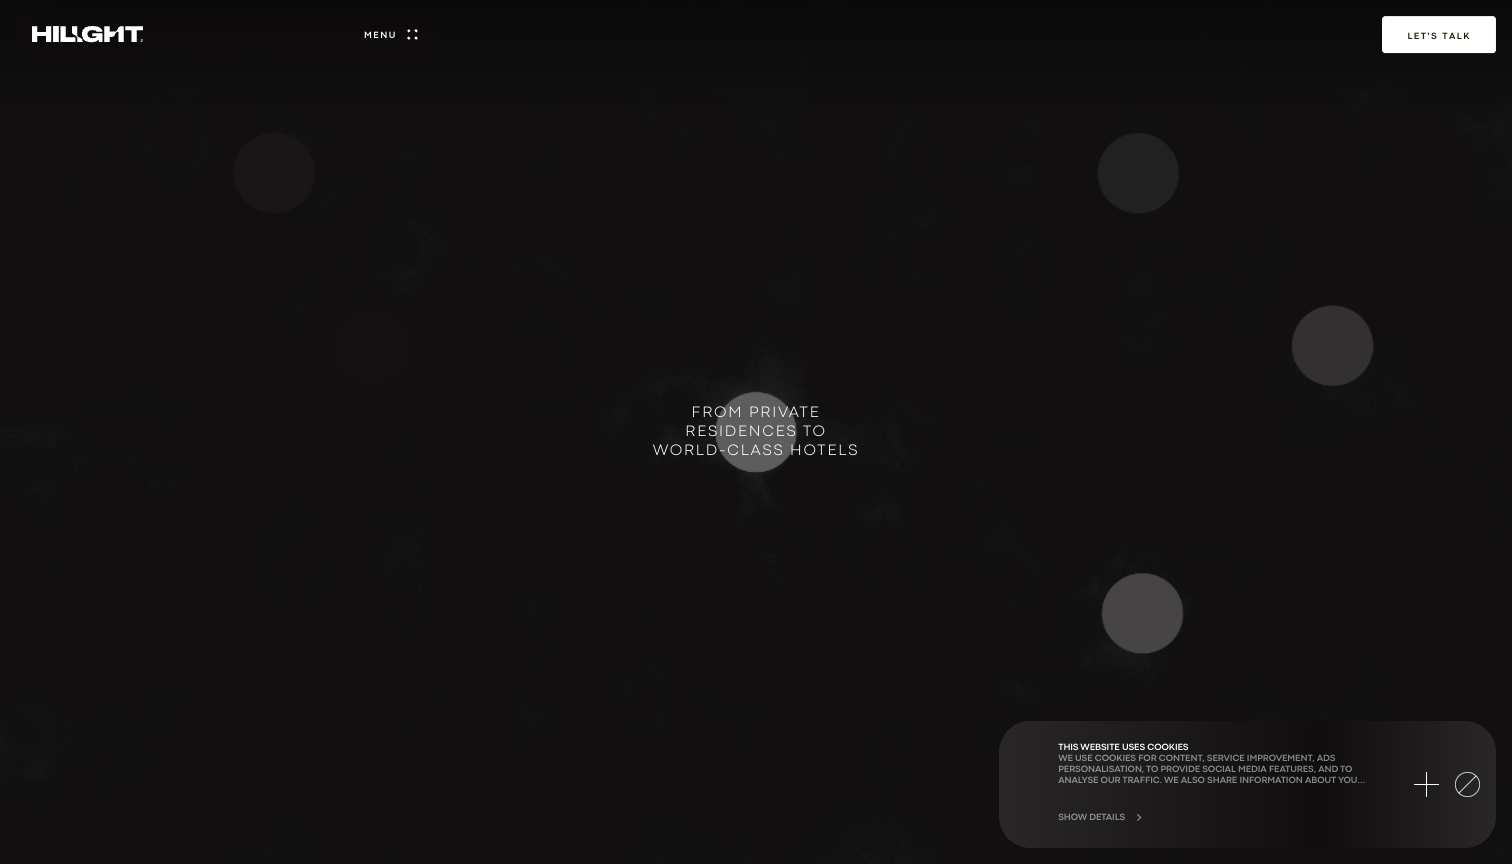 HILIGHT
MENU
LET'S TALK
FROM PRIVATE
RESIDENCES TO
WORLD-CLASS HOTELS
THIS WEBSITE USES COOKIES
WE USE COOKIES FOR CONTENT, SERVICE IMPROVEMENT, ADS
PERSONALISATION, TO PROVIDE SOCIAL MEDIA FEATURES, AND TO
ANALYSE OUR TRAFFIC. WE ALSO SHARE INFORMATION ABOUT YOU...
SHOW DETAILS